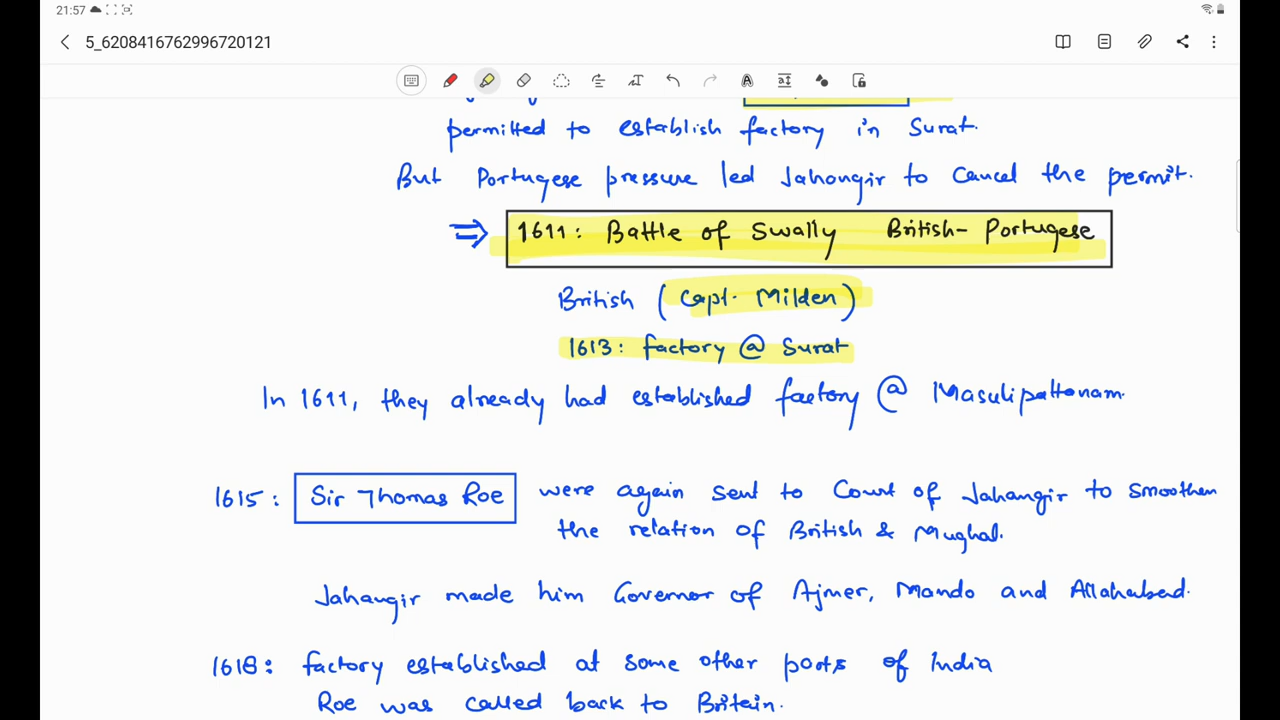 21:57
5_6208416762996720121
permitted to establish factory in Surat.
But Portugese pressure led Jahangir to cancel the permit.
⇒ 1611: Battle of Swally British- Portugese
British (Capt. Milden)
1613: factory @ Surat
In 1611, they already had established factory @ Masulipattanam.
1615: Sir Thomas Roe were again sent to Court of Jahangir to smoothen
the relation of British & Mughal.
Jahangir made him Governor of Ajmer, Mando and Allahabad.
1618: factory established at some other ports of India
Roe was called back to Britain.